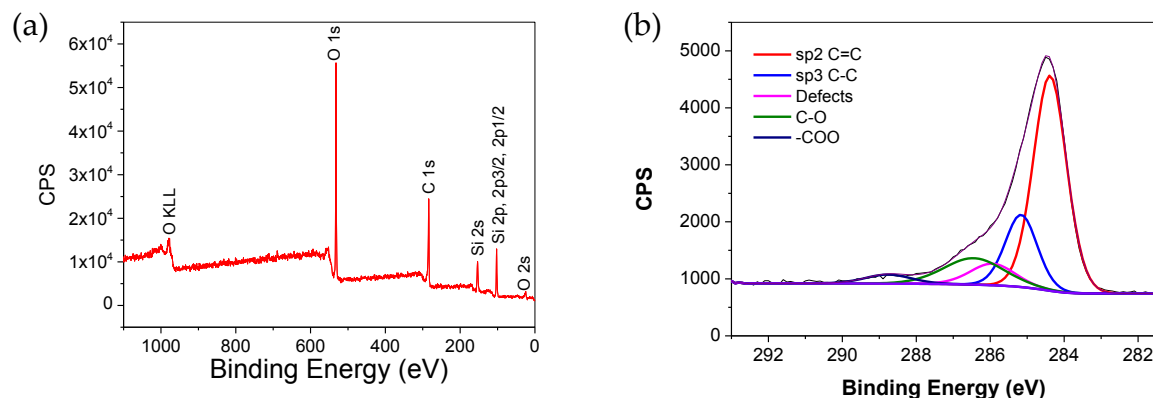 (a)
6x10⁴
5x10⁴
4x10⁴
3x10⁴
2x10⁴
1x10⁴
0
CPS
O KLL
O 1s
C 1s
Si 2s
Si 2p, 2p3/2, 2p1/2
O 2s
1000 800 600 400 200 0
Binding Energy (eV)
(b)
5000
4000
3000
2000
1000
0
CPS
sp2 C=C
sp3 C-C
Defects
C-O
-COO
292 290 288 286 284 282
Binding Energy (eV)